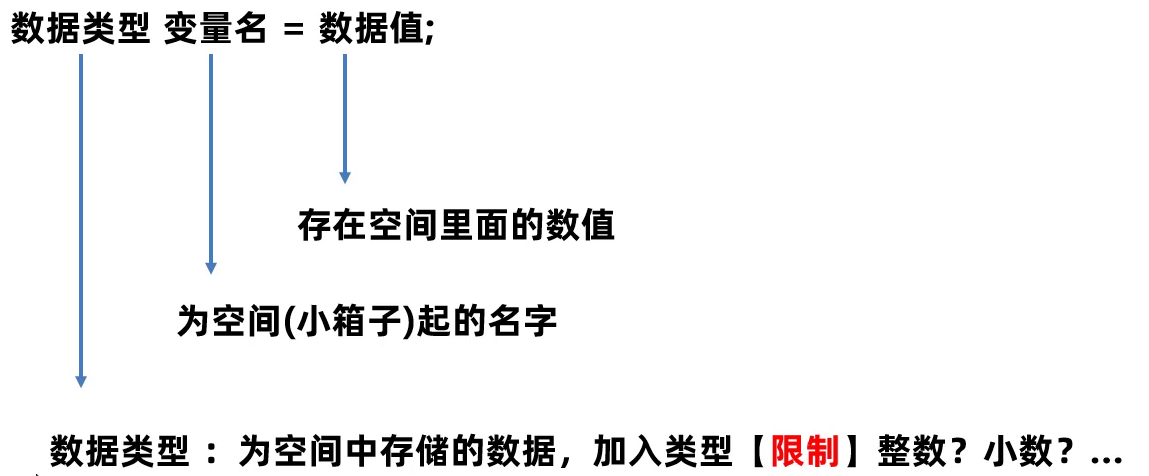 数据类型 变量名 = 数据值;
存在空间里面的数值
为空间(小箱子)起的名字
数据类型 ：为空间中存储的数据，加入类型【限制】整数？小数？...